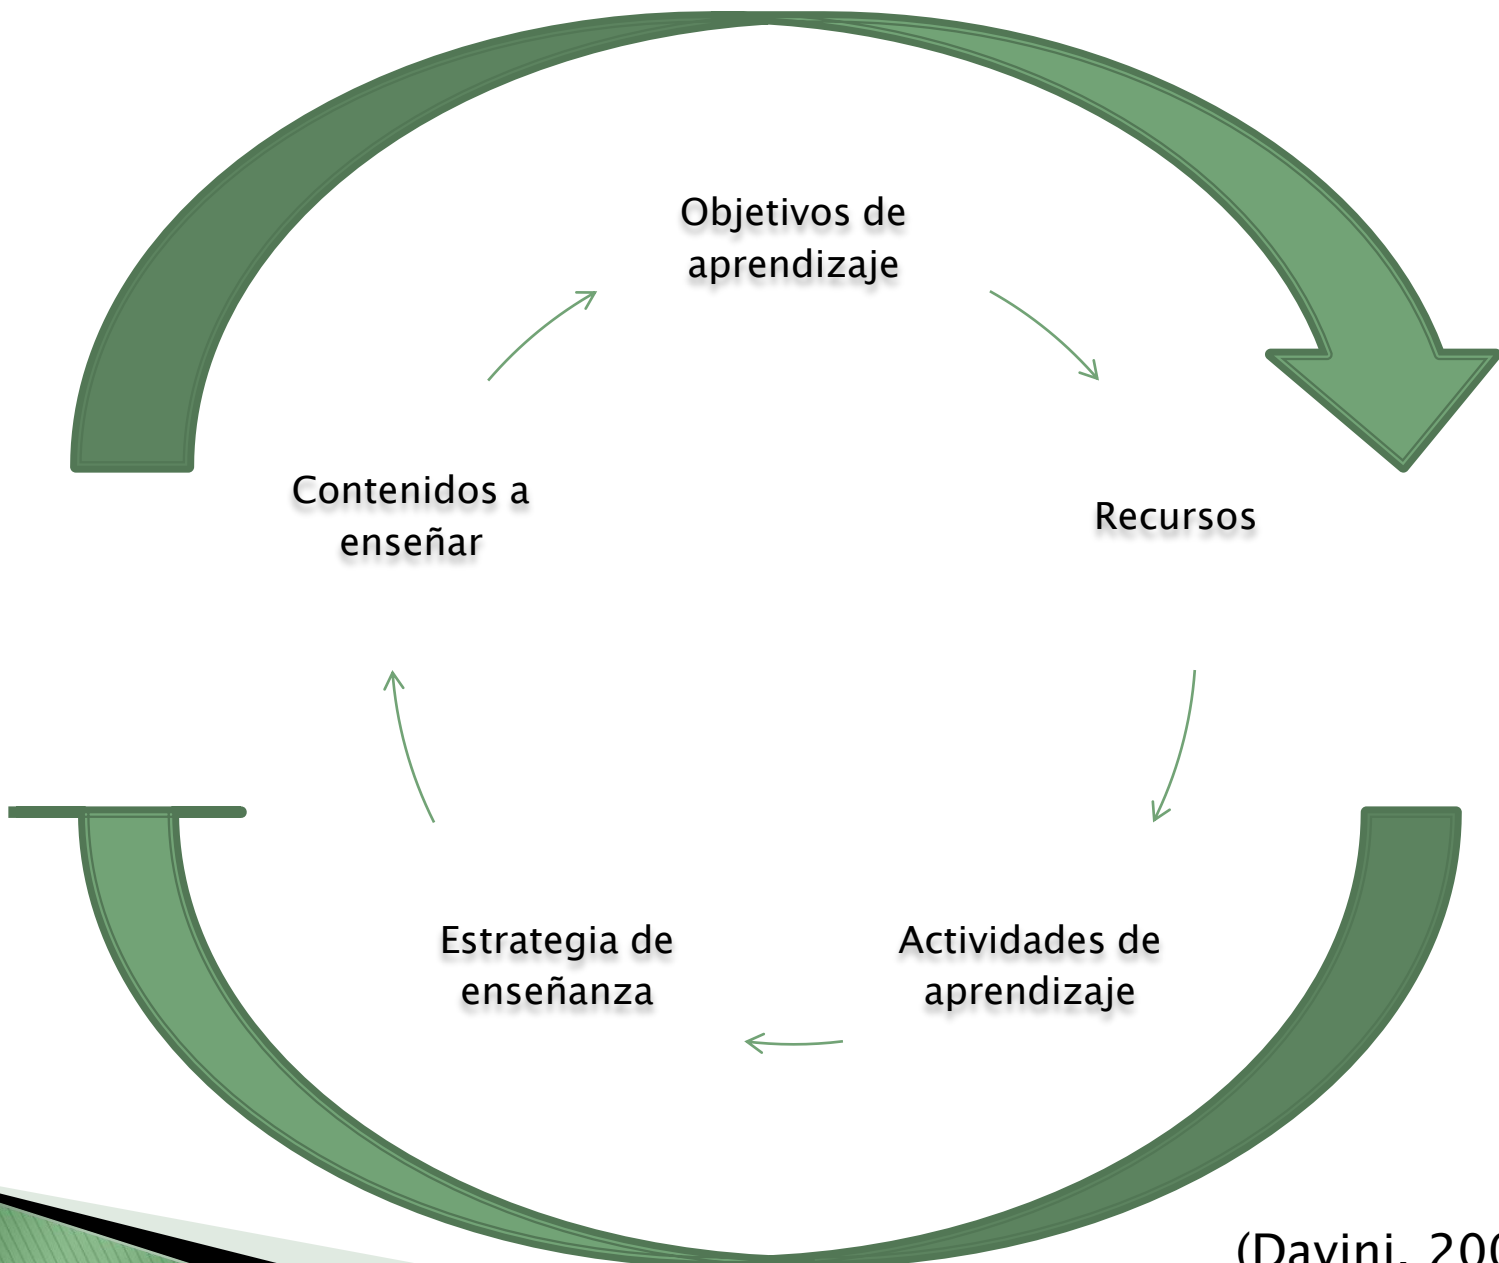 Objetivos de
aprendizaje
Recursos
Actividades de
aprendizaje
Estrategia de
enseñanza
Contenidos a
enseñar
(Davini,